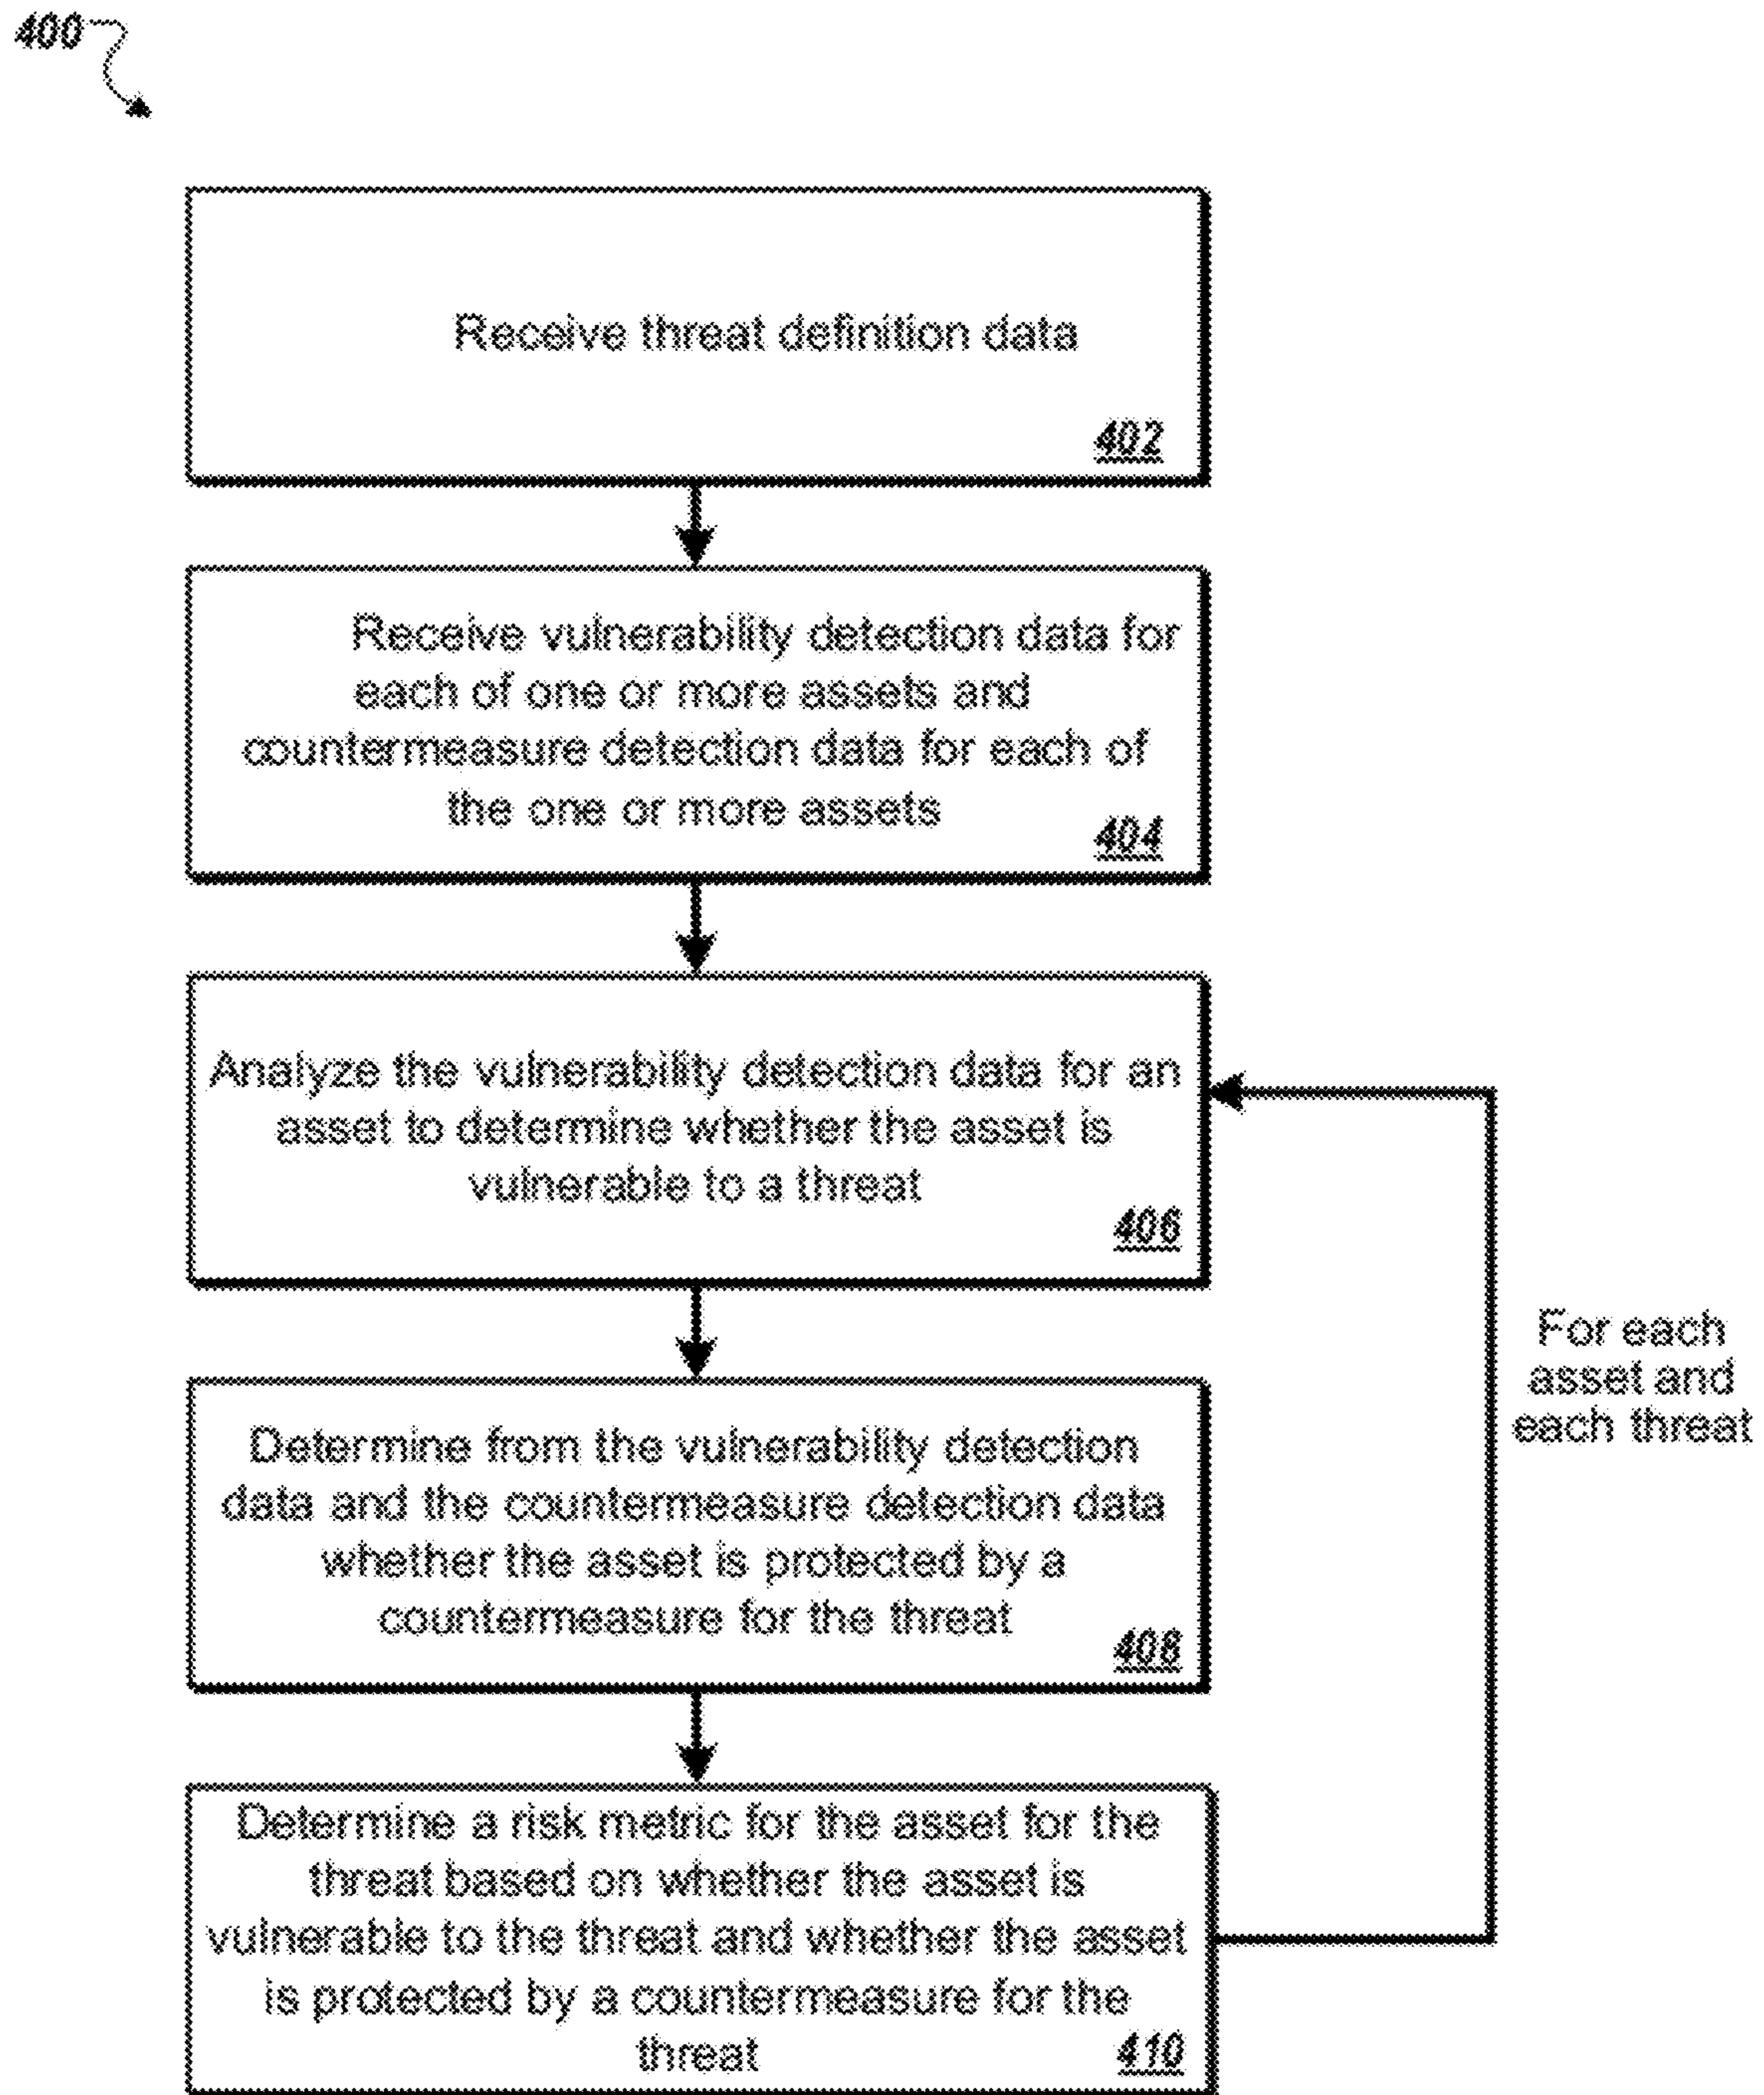 400
Receive threat definition data
402
Receive vulnerability detection data for
each of one or more assets and
countermeasure detection data for each of
the one or more assets
404
Analyze the vulnerability detection data for an
asset to determine whether the asset is
vulnerable to a threat
406
For each
asset and
each threat
Determine from the vulnerability detection
data and the countermeasure detection data
whether the asset is protected by a
countermeasure for the threat
408
Determine a risk metric for the asset for the
threat based on whether the asset is
vulnerable to the threat and whether the asset
is protected by a countermeasure for the
threat
410